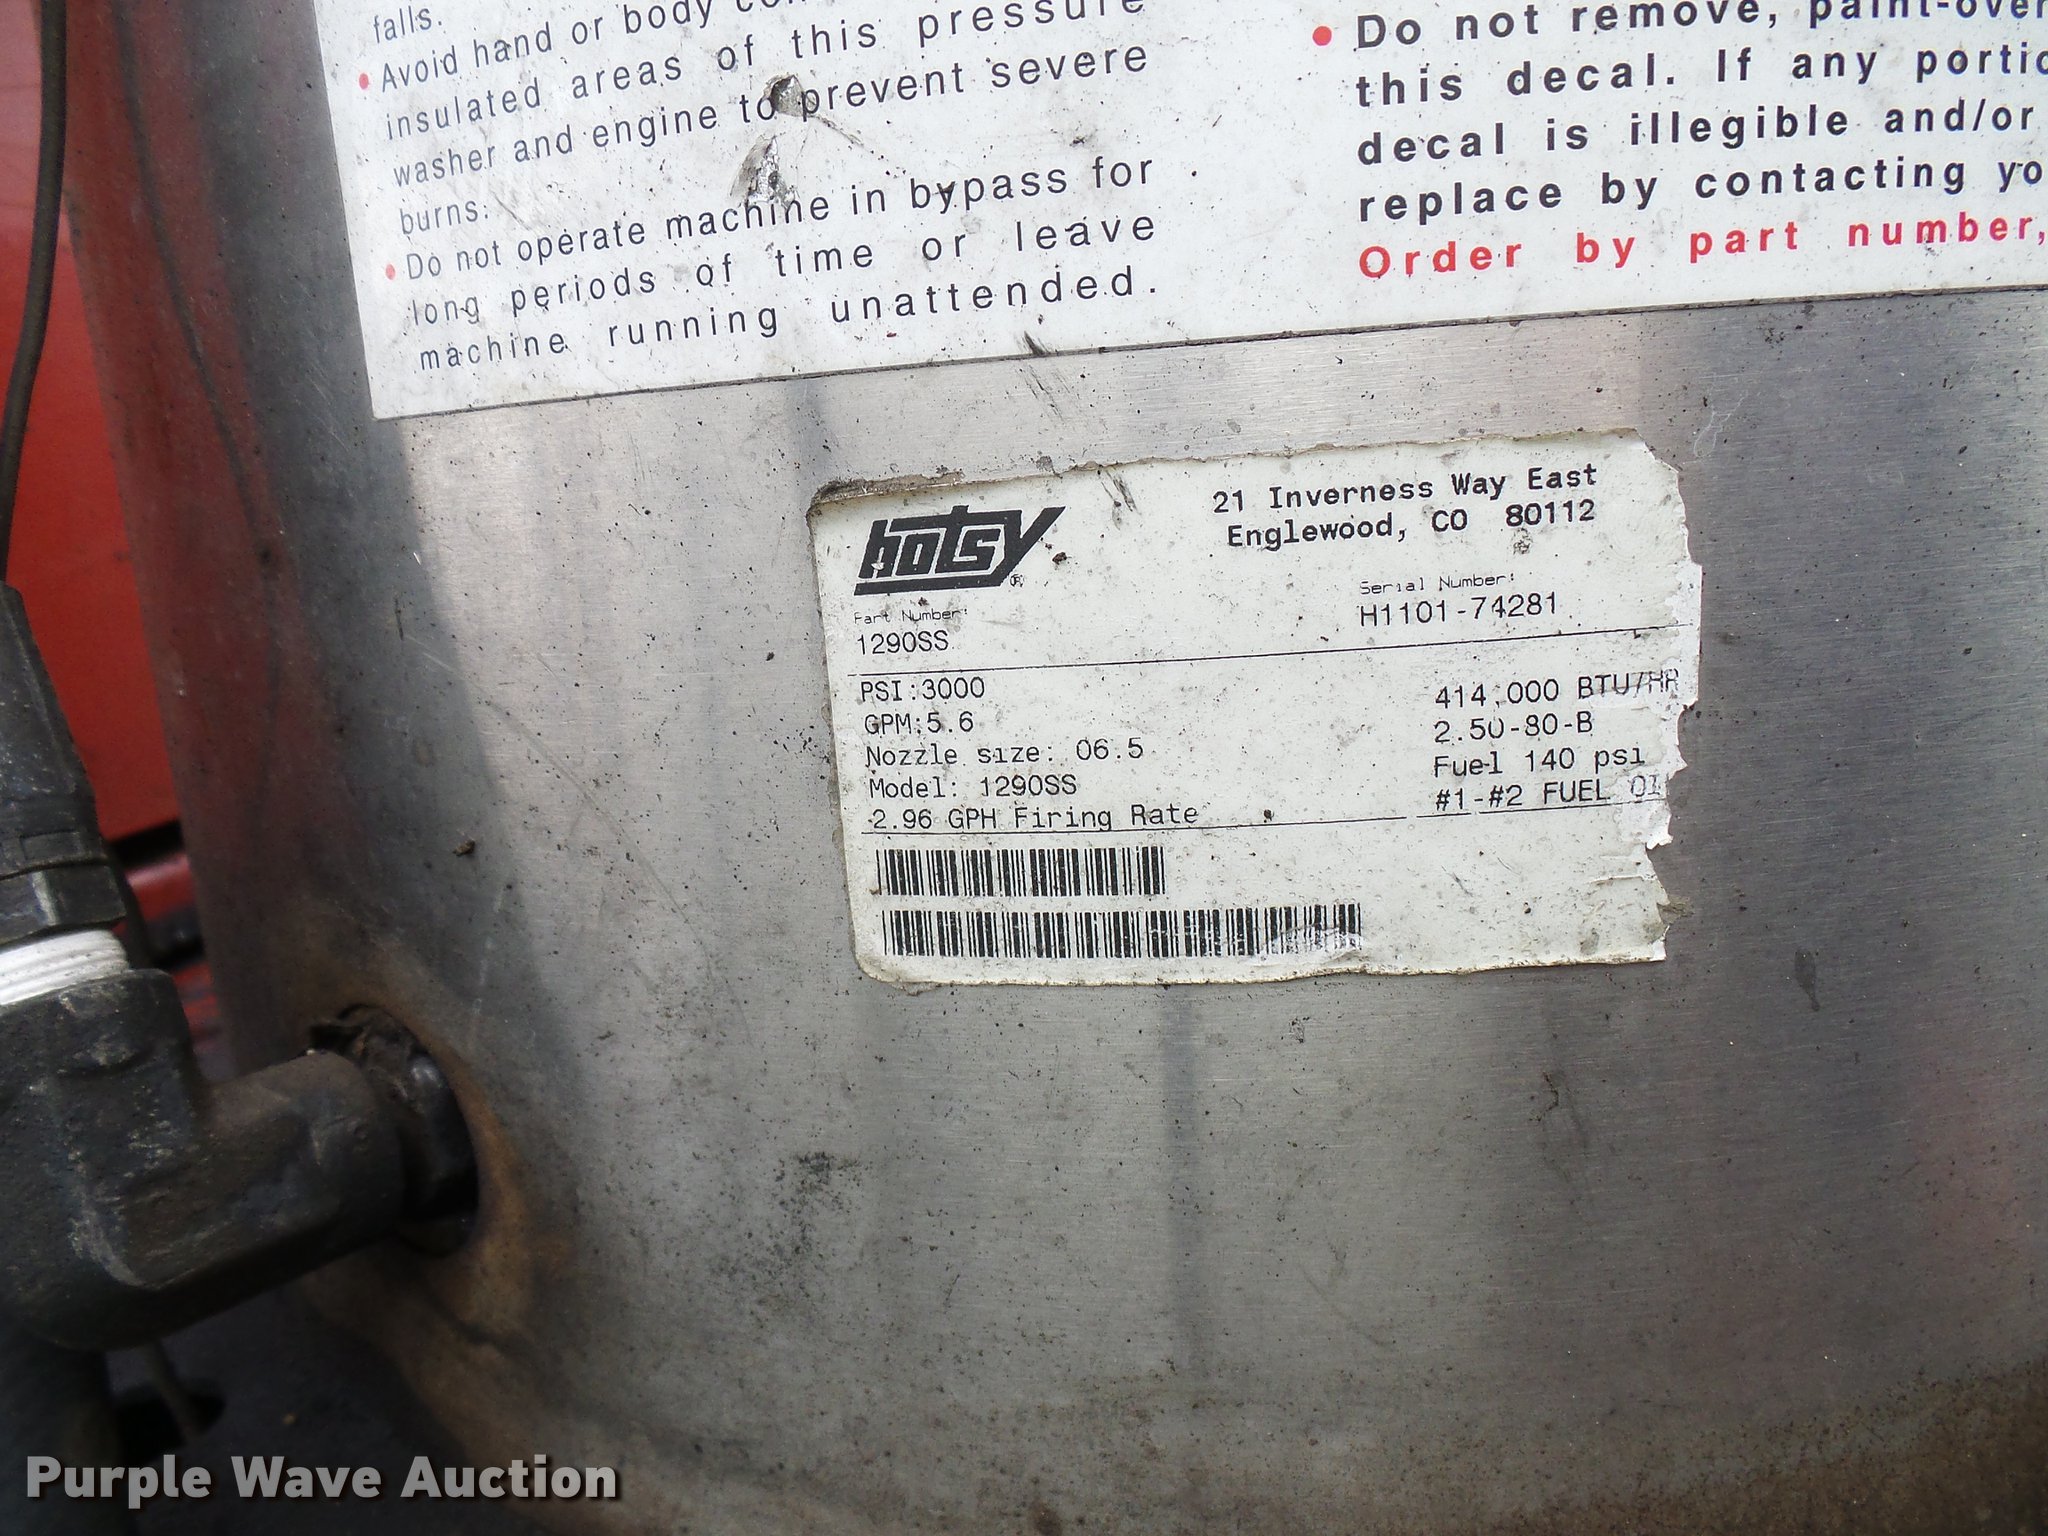 falls.
• Avoid hand or body
insulated areas of this pressure
washer and engine to prevent severe
burns.
• Do not operate machine in bypass for
long periods of time or leave
machine running unattended.
• Do not remove, paint-over
this decal. If any
decal is illegible and/or
replace by contacting
Order by part number,
hotsy®
21 Inverness Way East
Englewood, CO 80112
Part Number:
1290SS
Serial Number:
H1101-74281
PSI:3000
GPM:5.6
Nozzle size: 06.5
Model: 1290SS
2.96 GPH Firing Rate
414,000 BTU/HR
2.50-80-B
Fuel 140 psi
#1-#2 FUEL
Purple Wave Auction